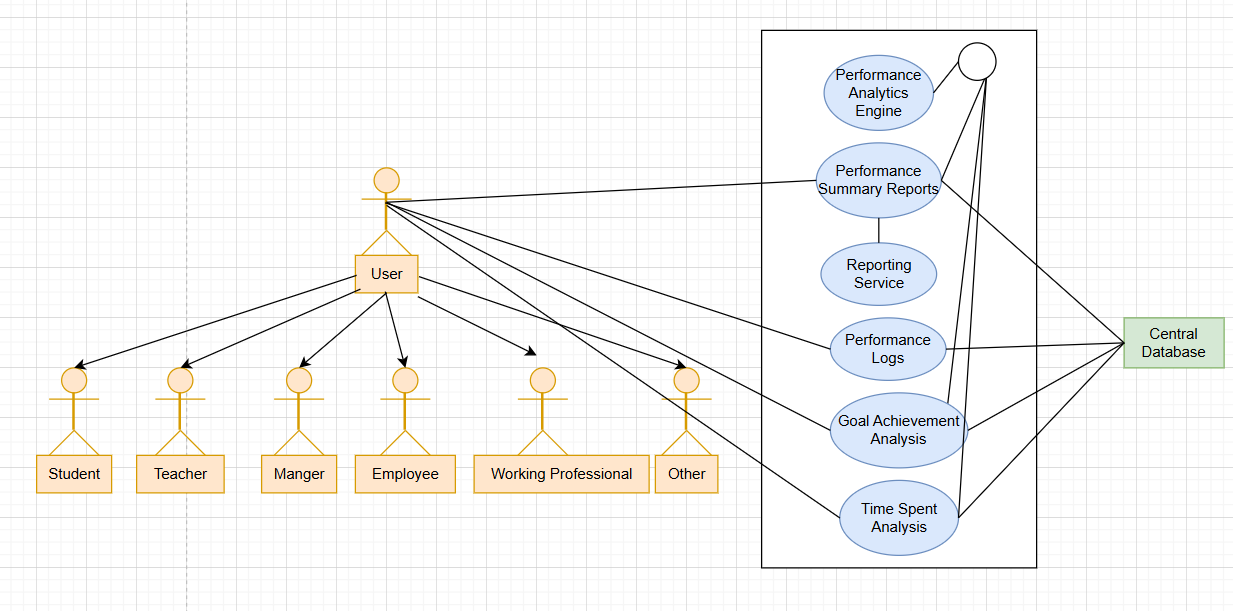 Performance
Analytics
Engine
Performance
Summary Reports
User
Reporting
Service
Performance
Logs
Central
Database
Goal Achievement
Analysis
Student
Teacher
Manger
Employee
Working Professional
Other
Time Spent
Analysis